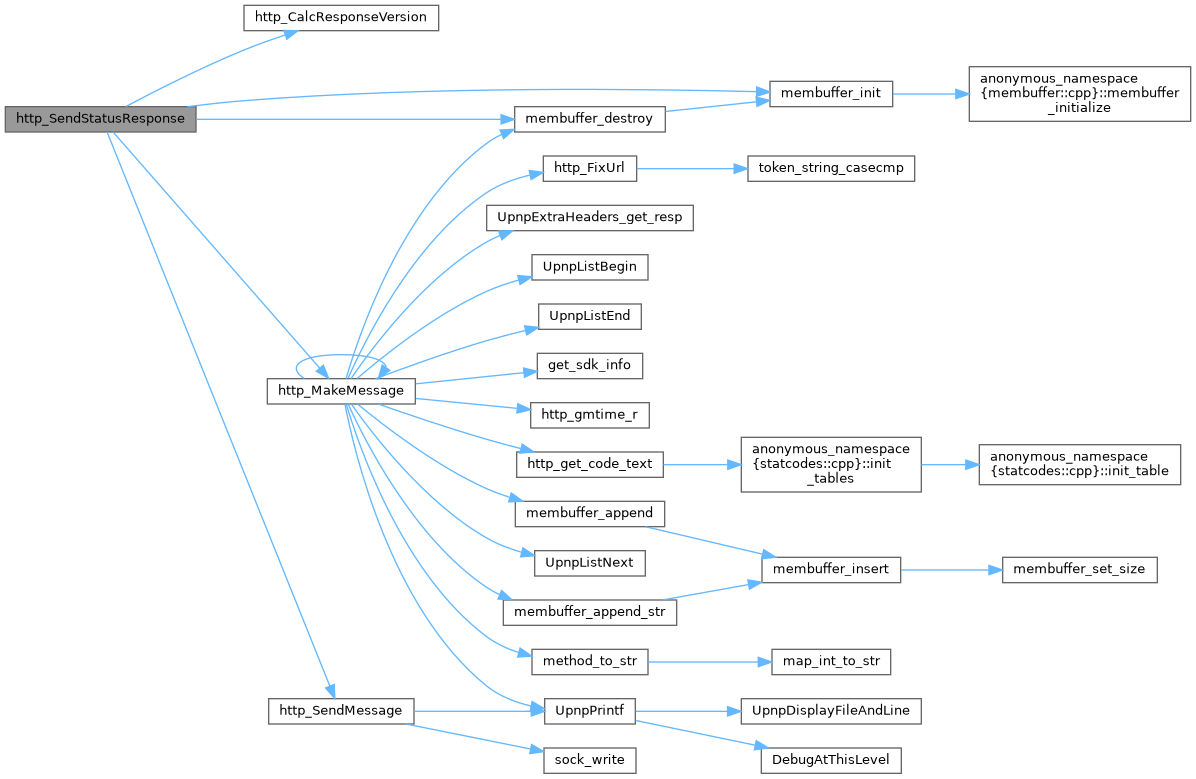 http_CalcResponseVersion
http_SendStatusResponse
membuffer_init
anonymous_namespace
{membuffer::cpp}::membuffer
_initialize
membuffer_destroy
http_FixUrl
token_string_casecmp
UpnpExtraHeaders_get_resp
UpnpListBegin
UpnpListEnd
get_sdk_info
http_MakeMessage
http_gmtime_r
http_get_code_text
anonymous_namespace
{statcodes::cpp}::init
_tables
anonymous_namespace
{statcodes::cpp}::init_table
membuffer_append
UpnpListNext
membuffer_insert
membuffer_set_size
membuffer_append_str
method_to_str
map_int_to_str
http_SendMessage
UpnpPrintf
UpnpDisplayFileAndLine
sock_write
DebugAtThisLevel